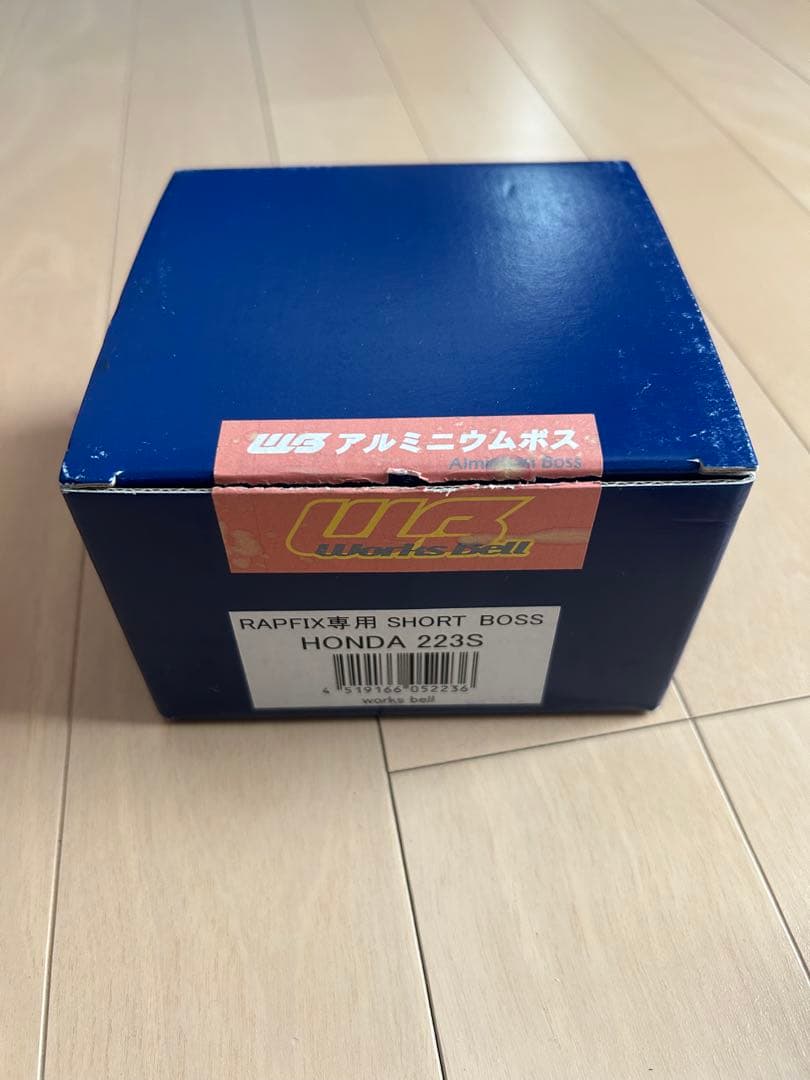 WB アルミニウムボス
Boss
WB
Works Bell
RAPFIX専用 SHORT BOSS
HONDA 223S
4 519166 052236
works bell